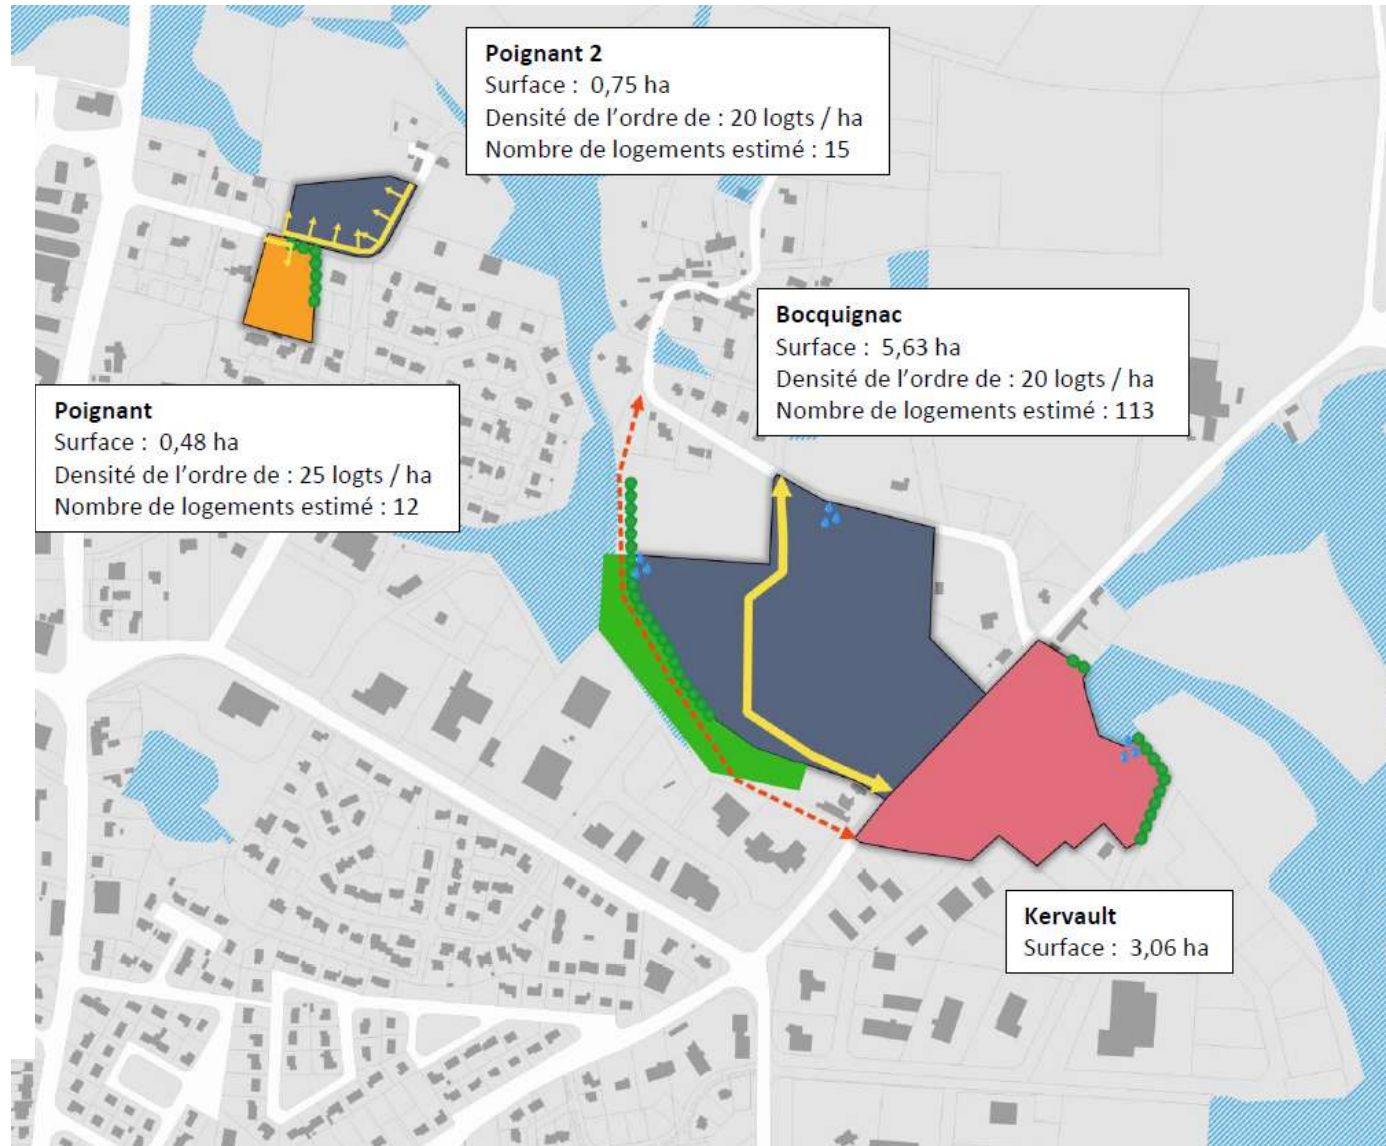 Poignant 2
Surface :  0,75 ha
Densité de l’ordre de : 20 logts / ha
Nombre de logements estimé : 15
Bocquignac
Surface :  5,63 ha
Densité de l’ordre de : 20 logts / ha
Nombre de logements estimé : 113
Poignant
Surface :  0,48 ha
Densité de l’ordre de : 25 logts / ha
Nombre de logements estimé : 12
Kervault
Surface :  3,06 ha